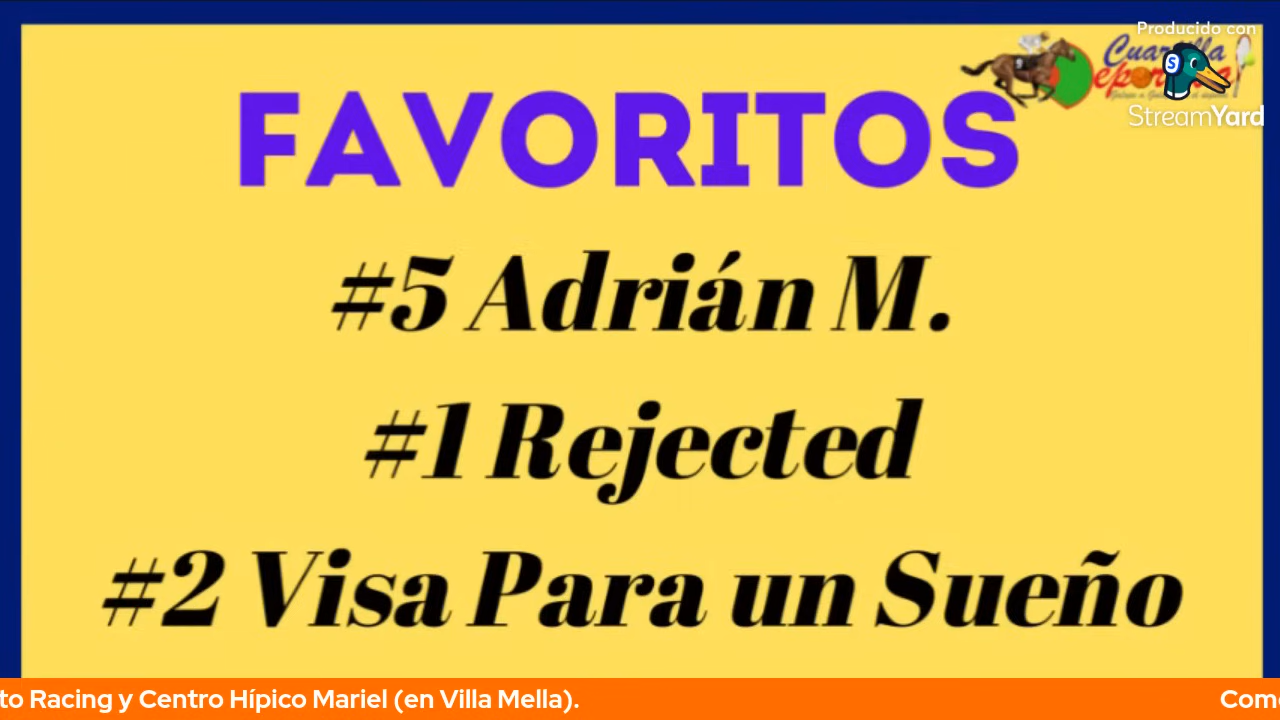 Producido con
StreamYard
FAVORITOS
#5 Adrián M.
#1 Rejected
#2 Visa Para un Sueño
to Racing y Centro Hípico Mariel (en Villa Mella).